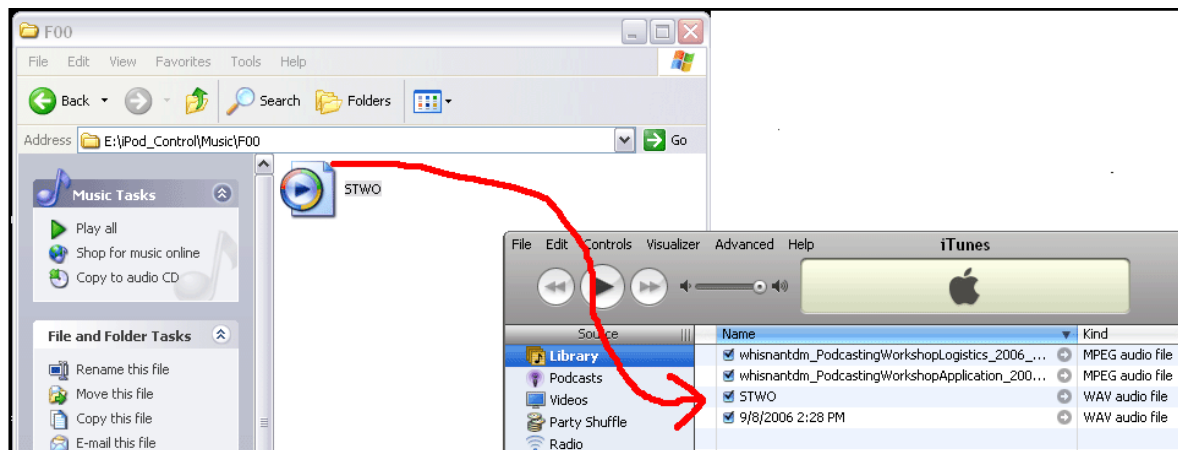 F00
File Edit View Favorites Tools Help
Back Search Folders
Address E:\iPod_Control\Music\F00 Go
Music Tasks
Play all
Shop for music online
Copy to audio CD
File and Folder Tasks
Rename this file
Move this file
Copy this file
E-mail this file
STWO
File Edit Controls Visualizer Advanced Help iTunes
Source Name Kind
Library whisnantdm_PodcastingWorkshopLogistics_2006_... MPEG audio file
Podcasts whisnantdm_PodcastingWorkshopApplication_200... MPEG audio file
Videos STWO WAV audio file
Party Shuffle 9/8/2006 2:28 PM WAV audio file
Radio